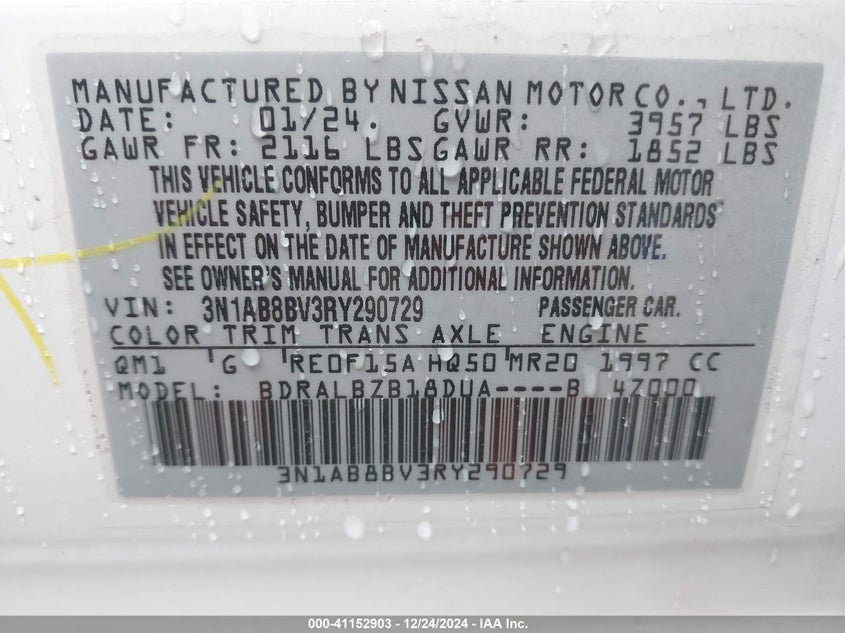 MANUFACTURED BY NISSAN MOTOR CO., LTD.
DATE: 01/24 GVWR: 3957 LBS
GAWR FR: 2116 LBS GAWR RR: 1852 LBS
THIS VEHICLE CONFORMS TO ALL APPLICABLE FEDERAL MOTOR
VEHICLE SAFETY, BUMPER AND THEFT PREVENTION STANDARDS
IN EFFECT ON THE DATE OF MANUFACTURE SHOWN ABOVE.
SEE OWNER'S MANUAL FOR ADDITIONAL INFORMATION.
VIN: 3N1AB8BV3RY290729 PASSENGER CAR.
COLOR TRIM TRANS AXLE ENGINE
QM1 'G 'RE0F15A HQ50'MR20 1997 CC
MODEL: BDRALBZB18DUA----B 47000
3N1AB8BV3RY290729
000-41152903 - 12/24/2024 - IAA Inc.